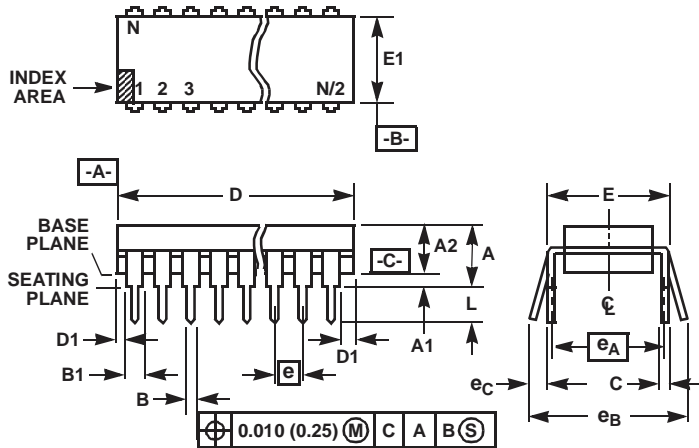 N
E1
INDEX
AREA
1 2 3 N/2
-B-
-A-
D
E
BASE
PLANE
A2
A
-C-
SEATING
PLANE
L
C L
D1
A1
D1
B1
e
eA
B
eC
C
eB
0.010 (0.25) M C A B S